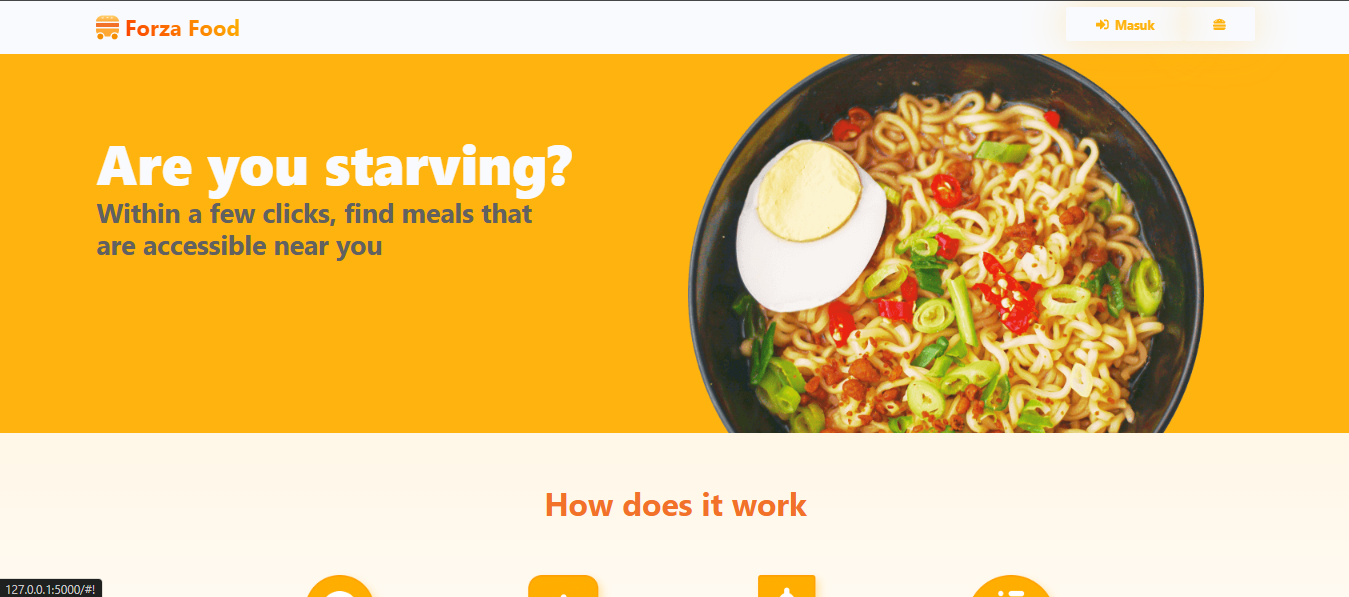 Forza Food
Masuk
Are you starving?
Within a few clicks, find meals that
are accessible near you
How does it work
127.0.0.1:5000/#!